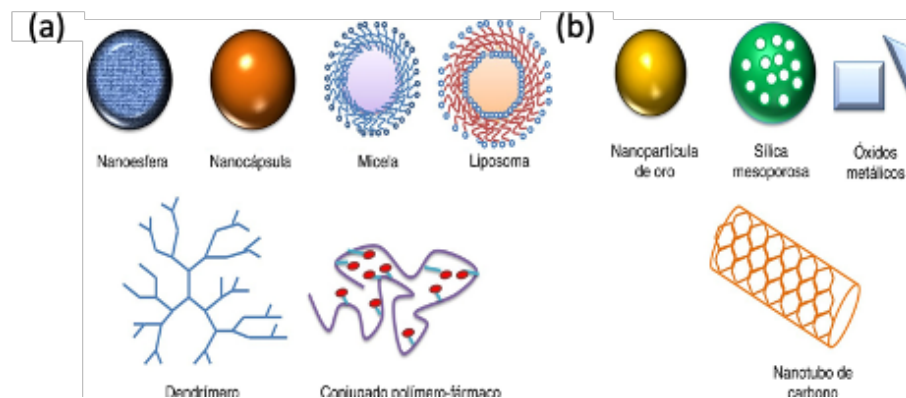 (a)
(b)
Nanoesfera
Nanocápsula
Micela
Liposoma
Nanopartícula
de oro
Sílica
mesoporosa
Óxidos
metálicos
Dendrímero
Conjugado polímero-fármaco
Nanotubo de
carbono